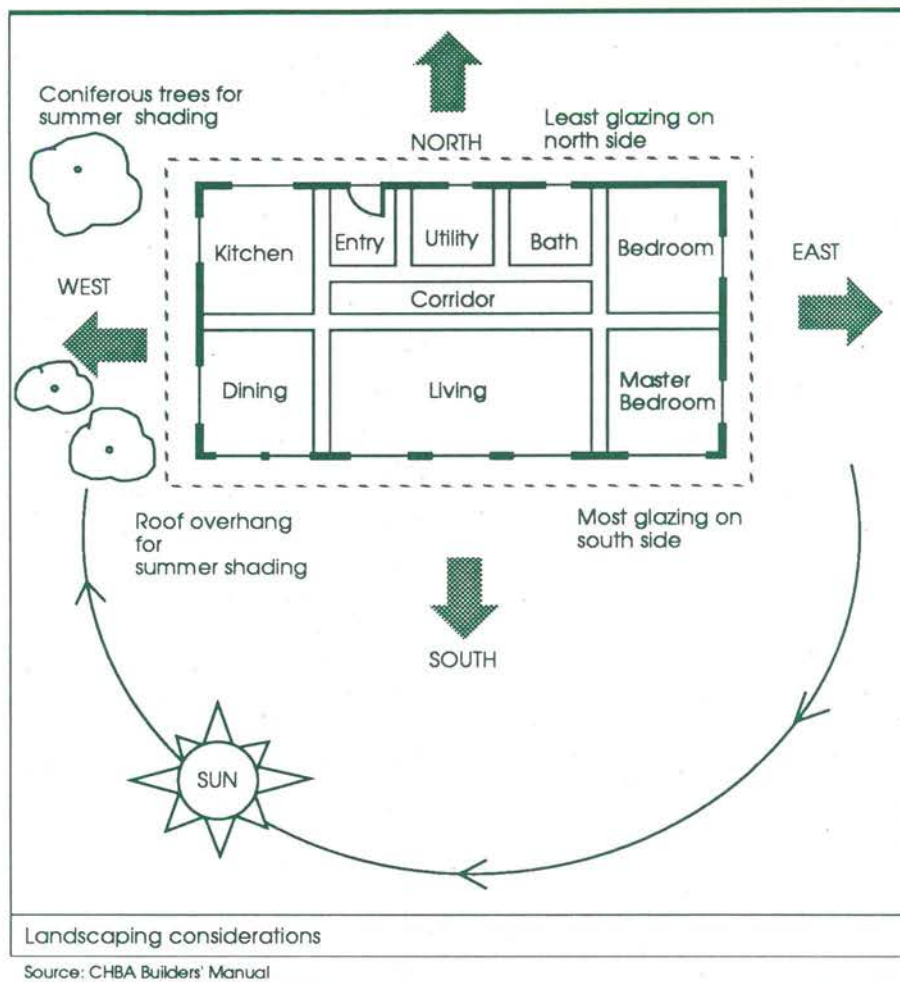 Coniferous trees for
summer shading
NORTH
Least glazing on
north side
Kitchen
Entry
Utility
Bath
Bedroom
EAST
WEST
Corridor
Dining
Living
Master
Bedroom
Roof overhang
for
summer shading
Most glazing on
south side
SOUTH
SUN
Landscaping considerations
Source: CHBA Builders' Manual